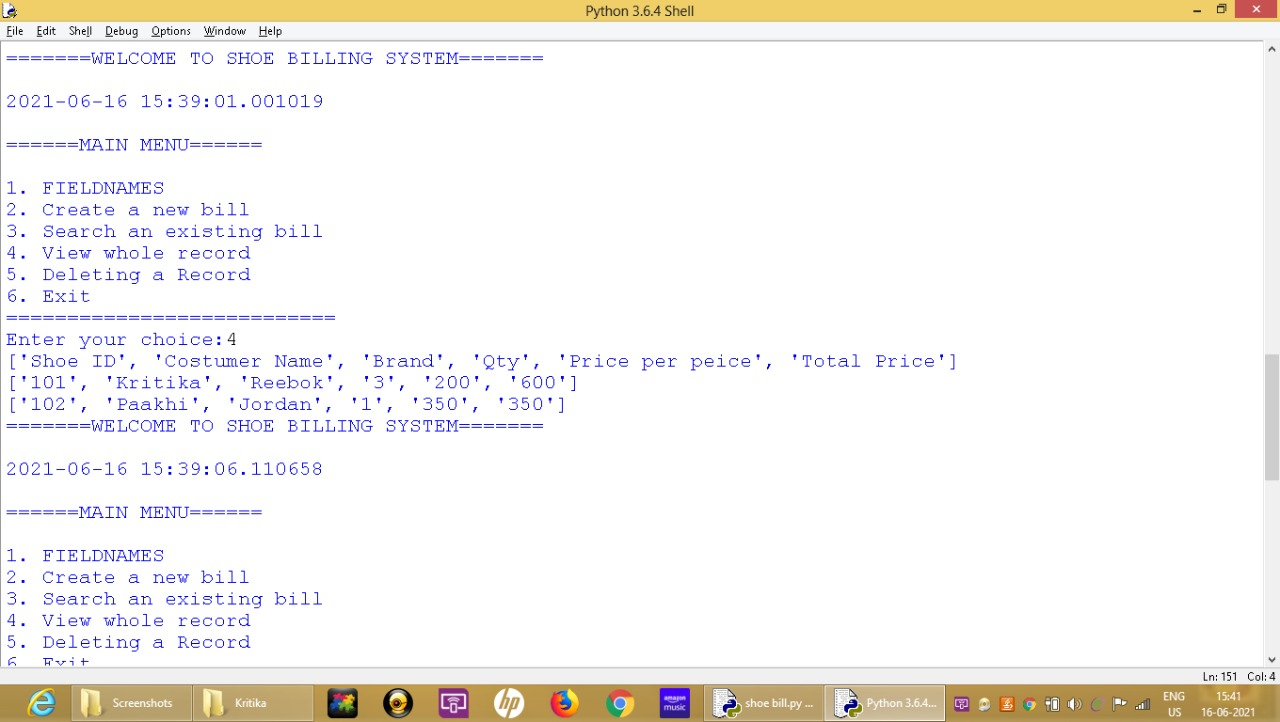 Python 3.6.4 Shell
File Edit Shell Debug Options Window Help
=======WELCOME TO SHOE BILLING SYSTEM=======
2021-06-16 15:39:01.001019
======MAIN MENU======
1. FIELDNAMES
2. Create a new bill
3. Search an existing bill
4. View whole record
5. Deleting a Record
6. Exit
===========================
Enter your choice:4
['Shoe ID', 'Costumer Name', 'Brand', 'Qty', 'Price per peice', 'Total Price']
['101', 'Kritika', 'Reebok', '3', '200', '600']
['102', 'Paakhi', 'Jordan', '1', '350', '350']
=======WELCOME TO SHOE BILLING SYSTEM=======
2021-06-16 15:39:06.110658
======MAIN MENU======
1. FIELDNAMES
2. Create a new bill
3. Search an existing bill
4. View whole record
5. Deleting a Record
6. Exit
Ln: 151 Col: 4
Screenshots Kritika hp amazon music shoe bill.py ... Python 3.6.4... ENG 15:41
US 16-06-2021